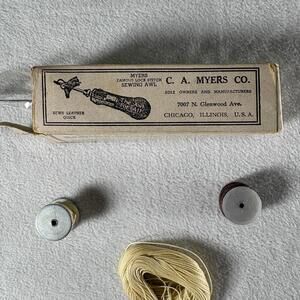 MYERS
FAMOUS LOCK STITCH
SEWING AWL
SEWS LEATHER
QUICK
C. A. MYERS CO.
SOLE OWNERS AND MANUFACTURERS
7007 N. Glenwood Ave.
CHICAGO, ILLINOIS, U. S. A.